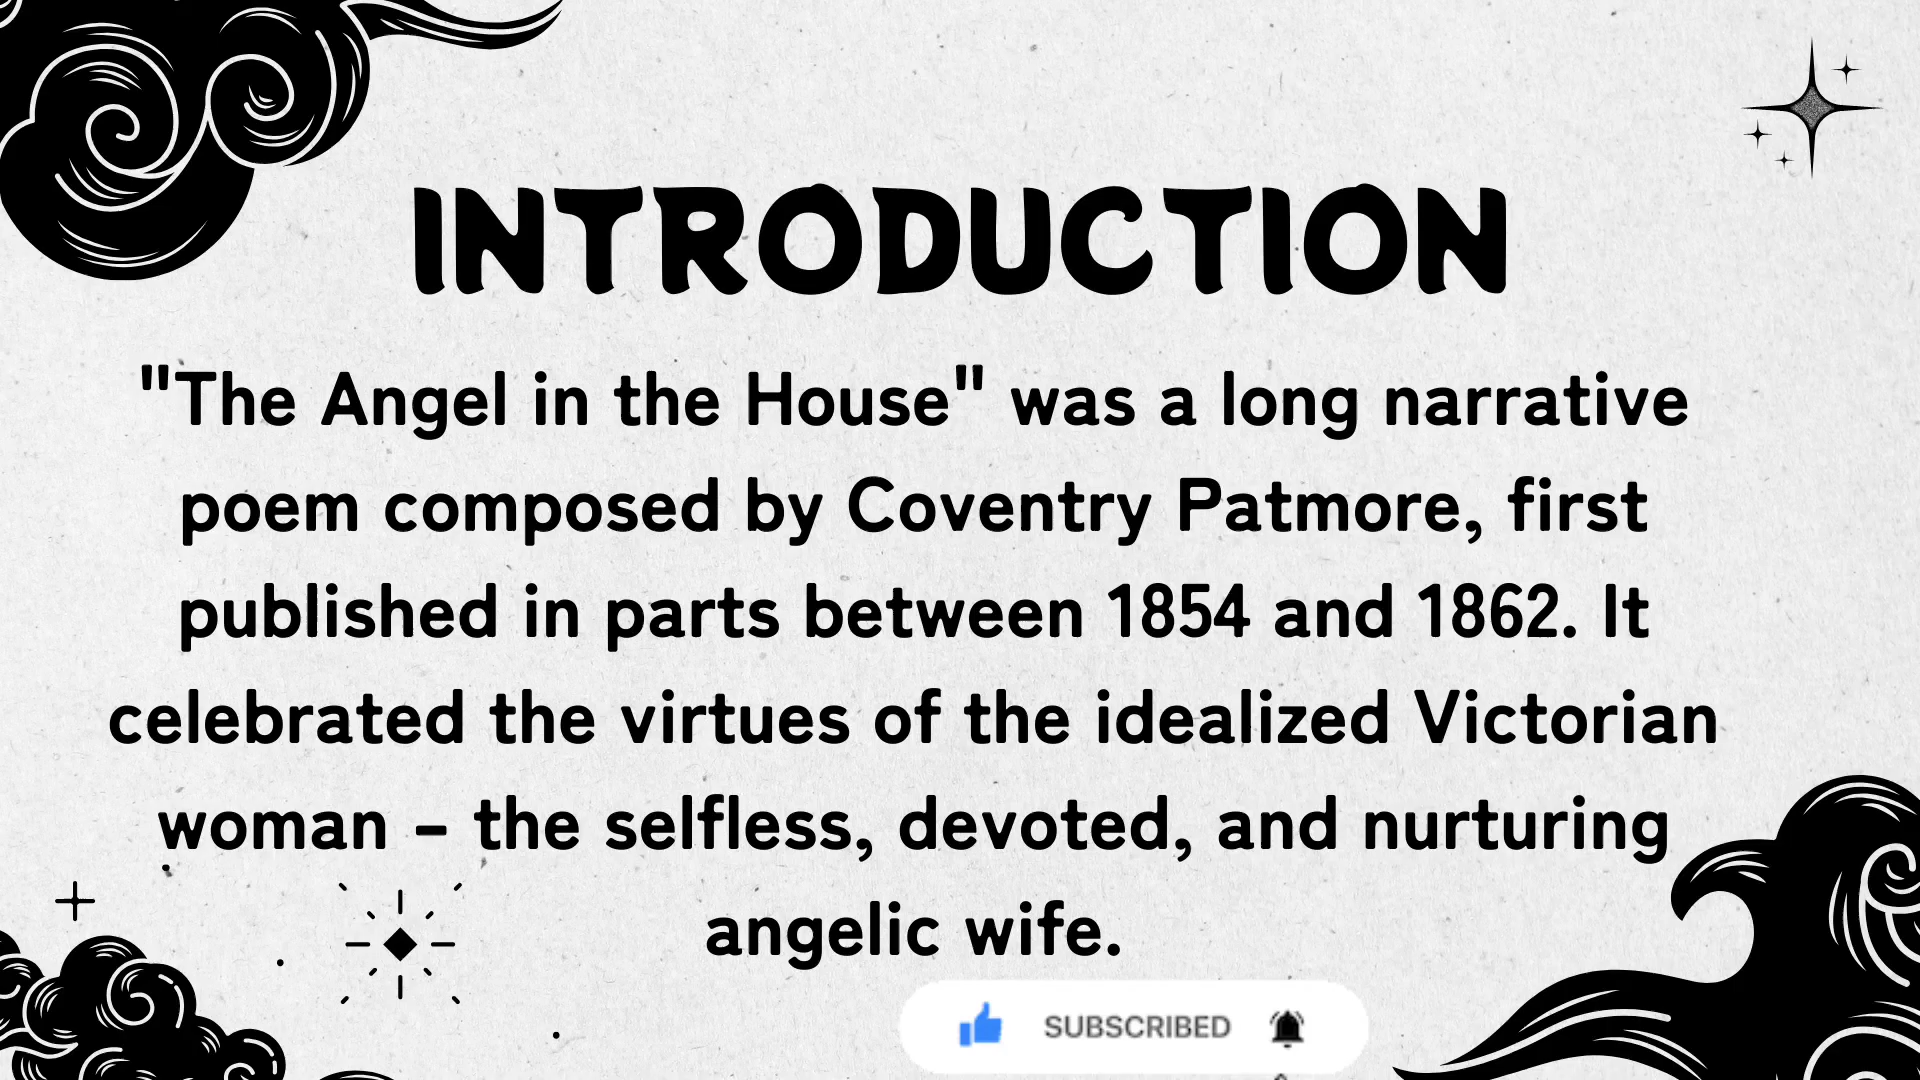 INTRODUCTION
"The Angel in the House" was a long narrative
poem composed by Coventry Patmore, first
published in parts between 1854 and 1862. It
celebrated the virtues of the idealized Victorian
woman – the selfless, devoted, and nurturing
angelic wife.
SUBSCRIBED